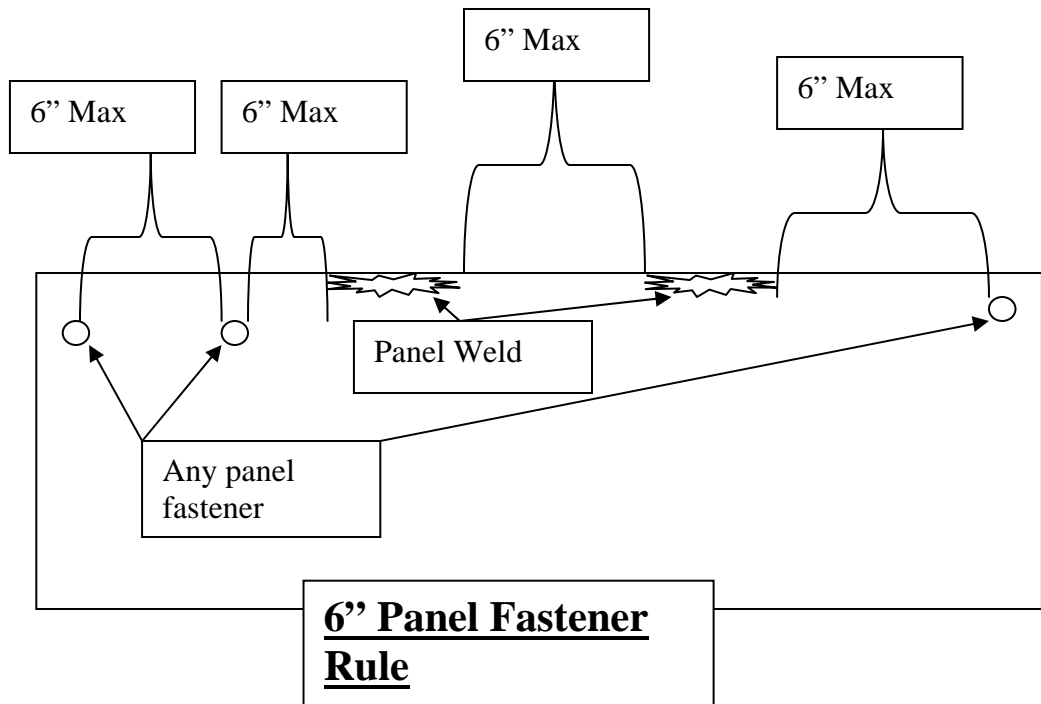 6” Max
6” Max
6” Max
6” Max
Panel Weld
Any panel
fastener
6” Panel Fastener
Rule